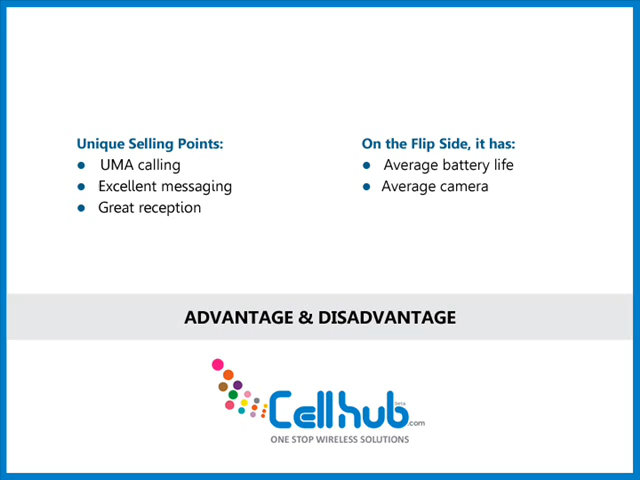 Unique Selling Points:
● UMA calling
● Excellent messaging
● Great reception
On the Flip Side, it has:
● Average battery life
● Average camera
ADVANTAGE & DISADVANTAGE
Cellhub beta .com
ONE STOP WIRELESS SOLUTIONS